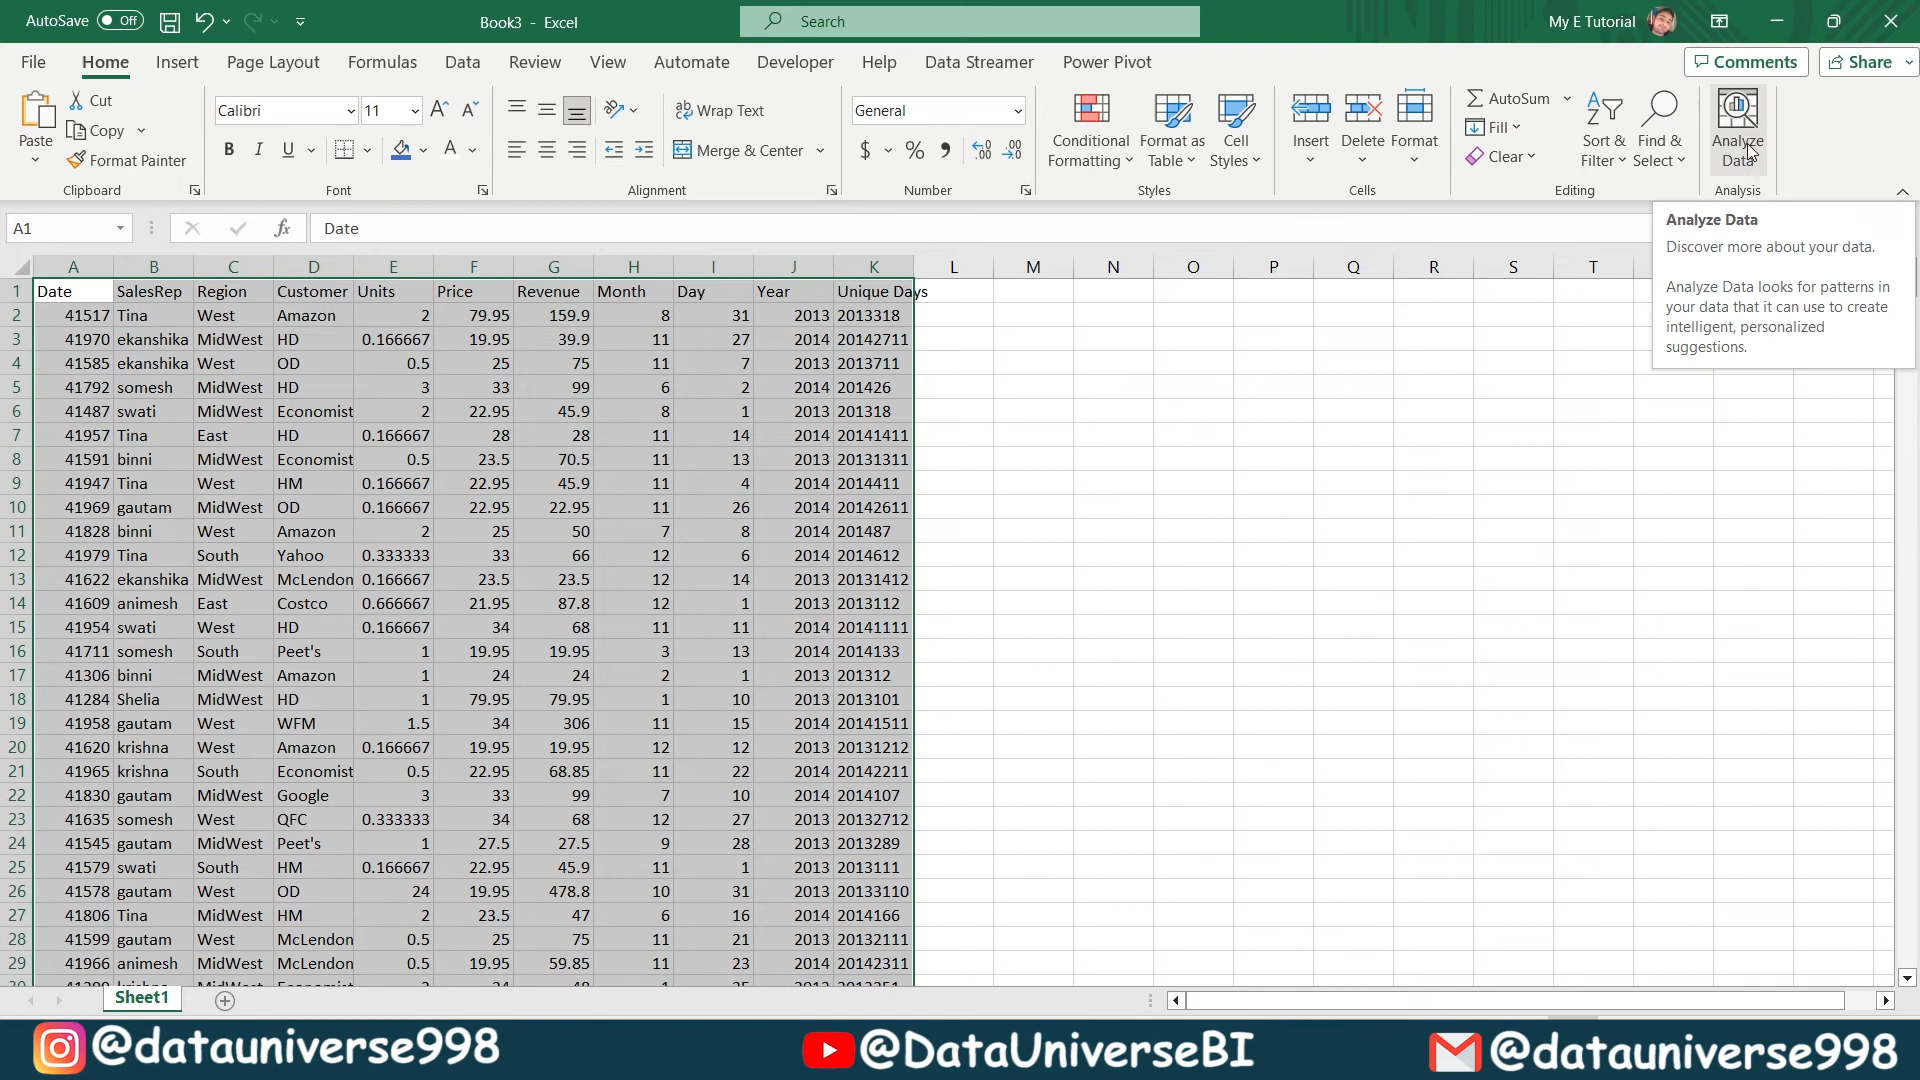 AutoSave Off Book3 - Excel Search My E Tutorial
File Home Insert Page Layout Formulas Data Review View Automate Developer Help Data Streamer Power Pivot Comments Share
Paste Cut Copy Format Painter Clipboard
Calibri 11 B I U A Font
Wrap Text Merge & Center Alignment
General $ % Number
Conditional Formatting Format as Table Cell Styles Styles
Insert Delete Format Cells
AutoSum Fill Clear Sort & Filter Find & Select Editing
Analyze Data Analysis
A1 fx Date
Analyze Data
Discover more about your data.
Analyze Data looks for patterns in
your data that it can use to create
intelligent, personalized
suggestions.
A B C D E F G H I J K L M N O P Q R S T
1 Date SalesRep Region Customer Units Price Revenue Month Day Year Unique Days
2 41517 Tina West Amazon 2 79.95 159.9 8 31 2013 2013318
3 41970 ekanshika MidWest HD 0.166667 19.95 39.9 11 27 2014 20142711
4 41585 ekanshika West OD 0.5 25 75 11 7 2013 2013711
5 41792 somesh MidWest HD 3 33 99 6 2 2014 201426
6 41487 swati MidWest Economist 2 22.95 45.9 8 1 2013 201318
7 41957 Tina East HD 0.166667 28 28 11 14 2014 20141411
8 41591 binni MidWest Economist 0.5 23.5 70.5 11 13 2013 20131311
9 41947 Tina West HM 0.166667 22.95 45.9 11 4 2014 2014411
10 41969 gautam MidWest OD 0.166667 22.95 22.95 11 26 2014 20142611
11 41828 binni West Amazon 2 25 50 7 8 2014 201487
12 41979 Tina South Yahoo 0.333333 33 66 12 6 2014 2014612
13 41622 ekanshika MidWest McLendon 0.166667 23.5 23.5 12 14 2013 20131412
14 41609 animesh East Costco 0.666667 21.95 87.8 12 1 2013 2013112
15 41954 swati West HD 0.166667 34 68 11 11 2014 20141111
16 41711 somesh South Peet's 1 19.95 19.95 3 13 2014 2014133
17 41306 binni MidWest Amazon 1 24 24 2 1 2013 201312
18 41284 Shelia MidWest HD 1 79.95 79.95 1 10 2013 2013101
19 41958 gautam West WFM 1.5 34 306 11 15 2014 20141511
20 41620 krishna West Amazon 0.166667 19.95 19.95 12 12 2013 20131212
21 41965 krishna South Economist 0.5 22.95 68.85 11 22 2014 20142211
22 41830 gautam MidWest Google 3 33 99 7 10 2014 2014107
23 41635 somesh West QFC 0.333333 34 68 12 27 2013 20132712
24 41545 gautam MidWest Peet's 1 27.5 27.5 9 28 2013 2013289
25 41579 swati South HM 0.166667 22.95 45.9 11 1 2013 2013111
26 41578 gautam West OD 24 19.95 478.8 10 31 2013 20133110
27 41806 Tina MidWest HM 2 23.5 47 6 16 2014 2014166
28 41599 gautam West McLendon 0.5 25 75 11 21 2013 20132111
29 41966 animesh MidWest McLendon 0.5 19.95 59.85 11 23 2014 20142311
Sheet1
@datauniverse998 @DataUniverseBI @datauniverse998